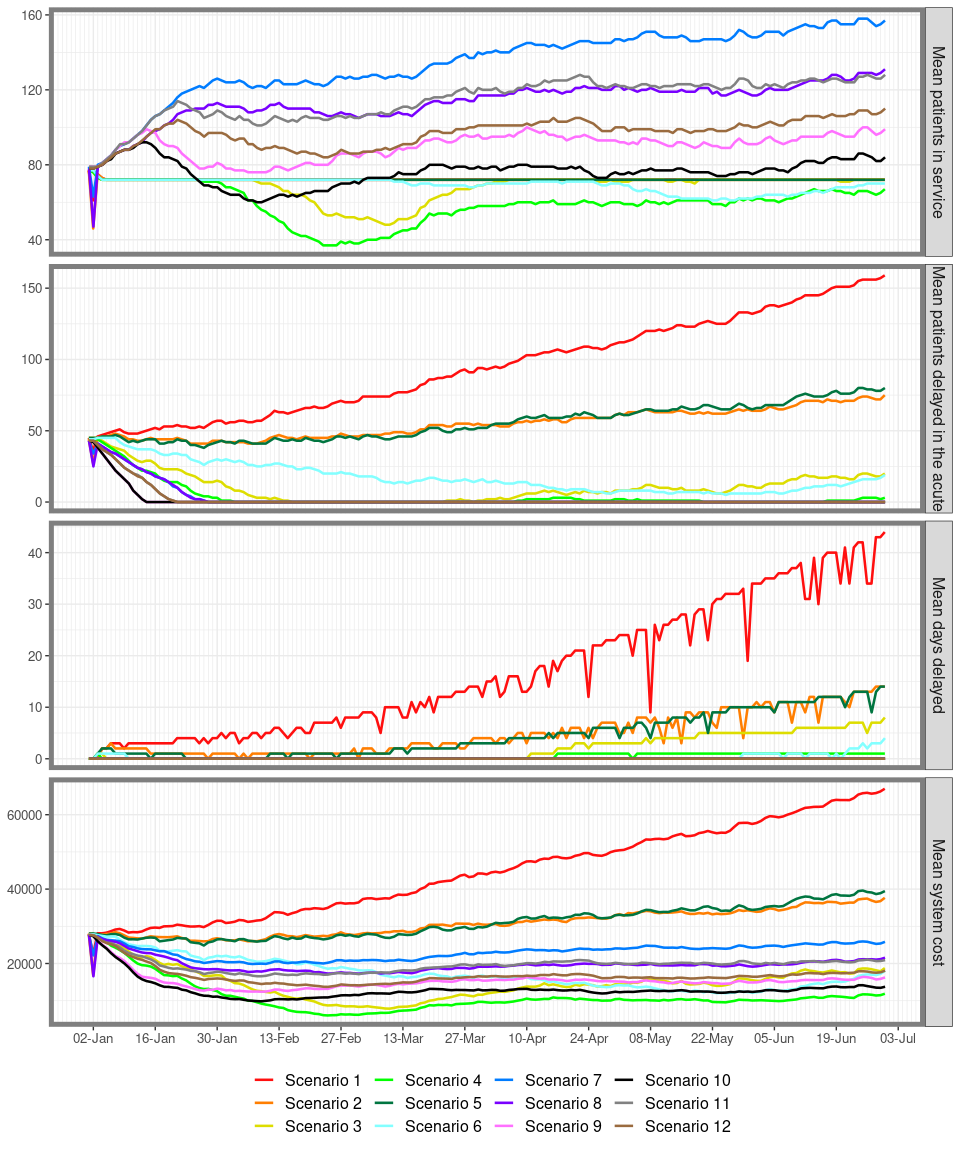 160
120
80
40
Mean patients in service
150
100
50
0
Mean patients delayed in the acute
40
30
20
10
0
Mean days delayed
60000
40000
20000
Mean system cost
02-Jan 16-Jan 30-Jan 13-Feb 27-Feb 13-Mar 27-Mar 10-Apr 24-Apr 08-May 22-May 05-Jun 19-Jun 03-Jul
Scenario 1 Scenario 4 Scenario 7 Scenario 10
Scenario 2 Scenario 5 Scenario 8 Scenario 11
Scenario 3 Scenario 6 Scenario 9 Scenario 12